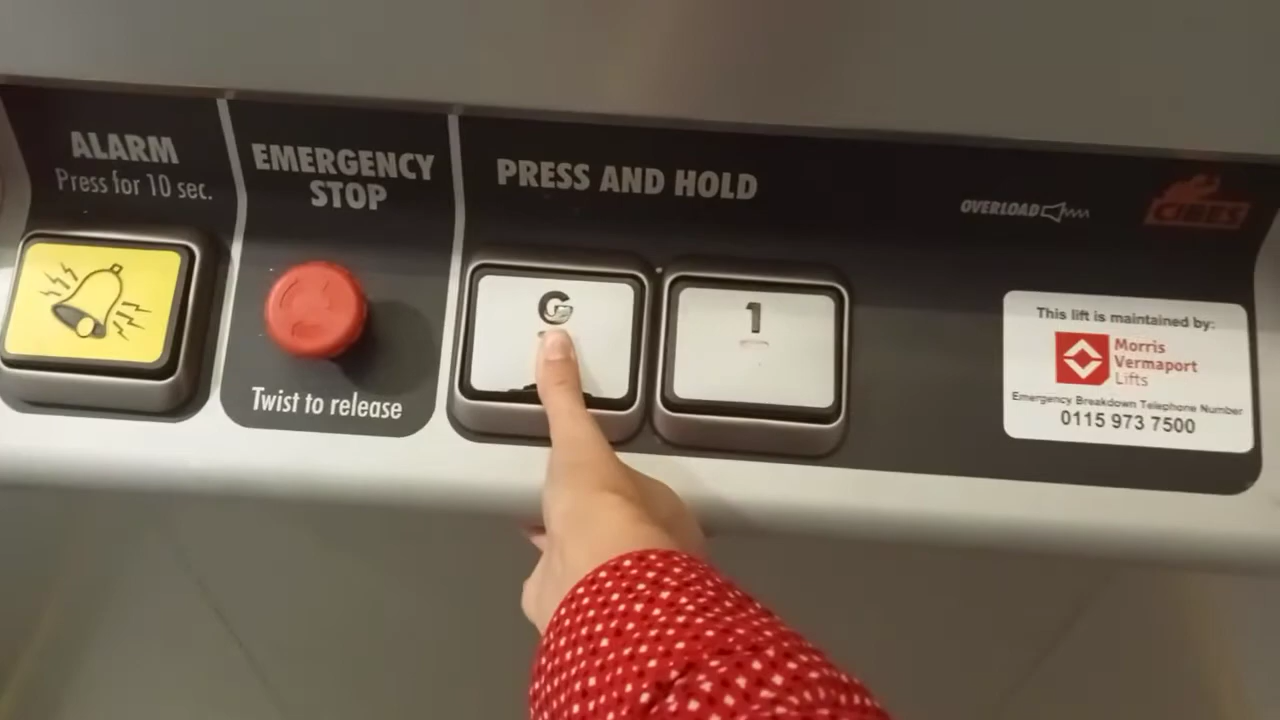 ALARM
Press for 10 sec.
EMERGENCY
STOP
Twist to release
PRESS AND HOLD
G
1
OVERLOAD
CIBES
This lift is maintained by:
Morris
Vermaport
Lifts
Emergency Breakdown Telephone Number
0115 973 7500